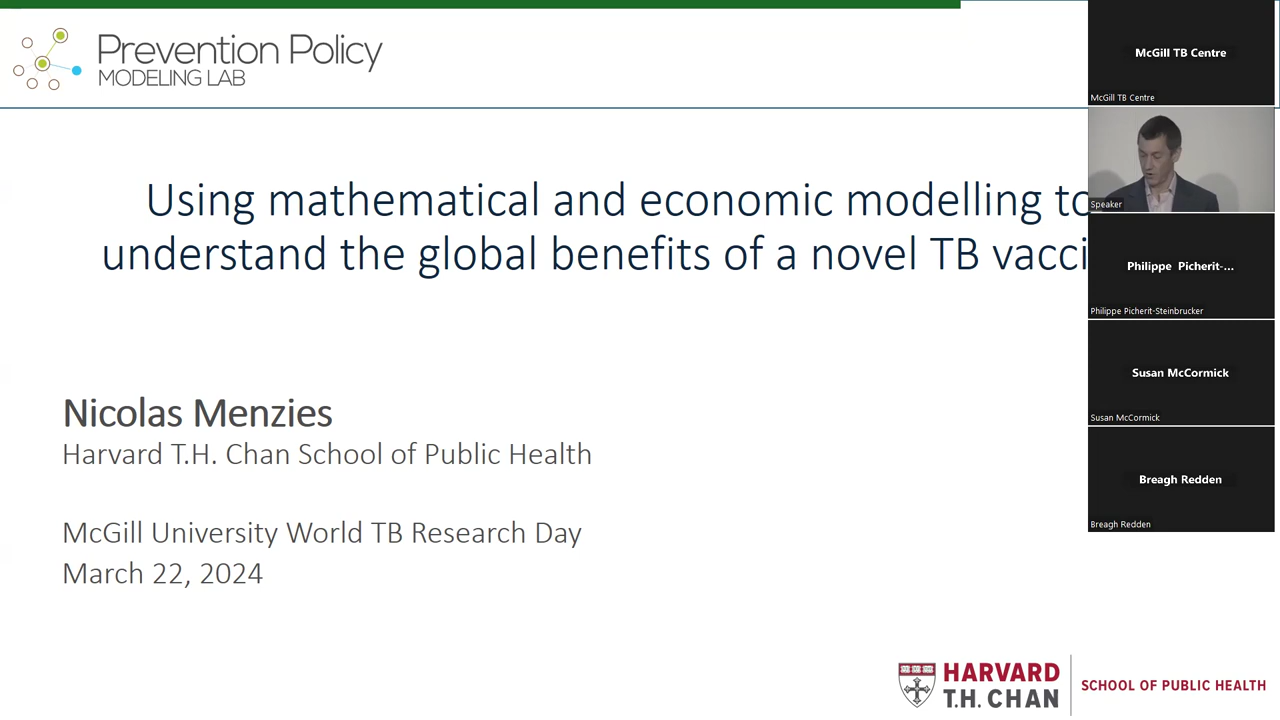 Prevention Policy
MODELING LAB
Using mathematical and economic modelling to
understand the global benefits of a novel TB vacci
Nicolas Menzies
Harvard T.H. Chan School of Public Health
McGill University World TB Research Day
March 22, 2024
HARVARD
T.H. CHAN
SCHOOL OF PUBLIC HEALTH
McGill TB Centre
McGill TB Centre
Speaker
Philippe Picherit-...
Philippe Picherit-Steinbrucker
Susan McCormick
Susan McCormick
Breagh Redden
Breagh Redden